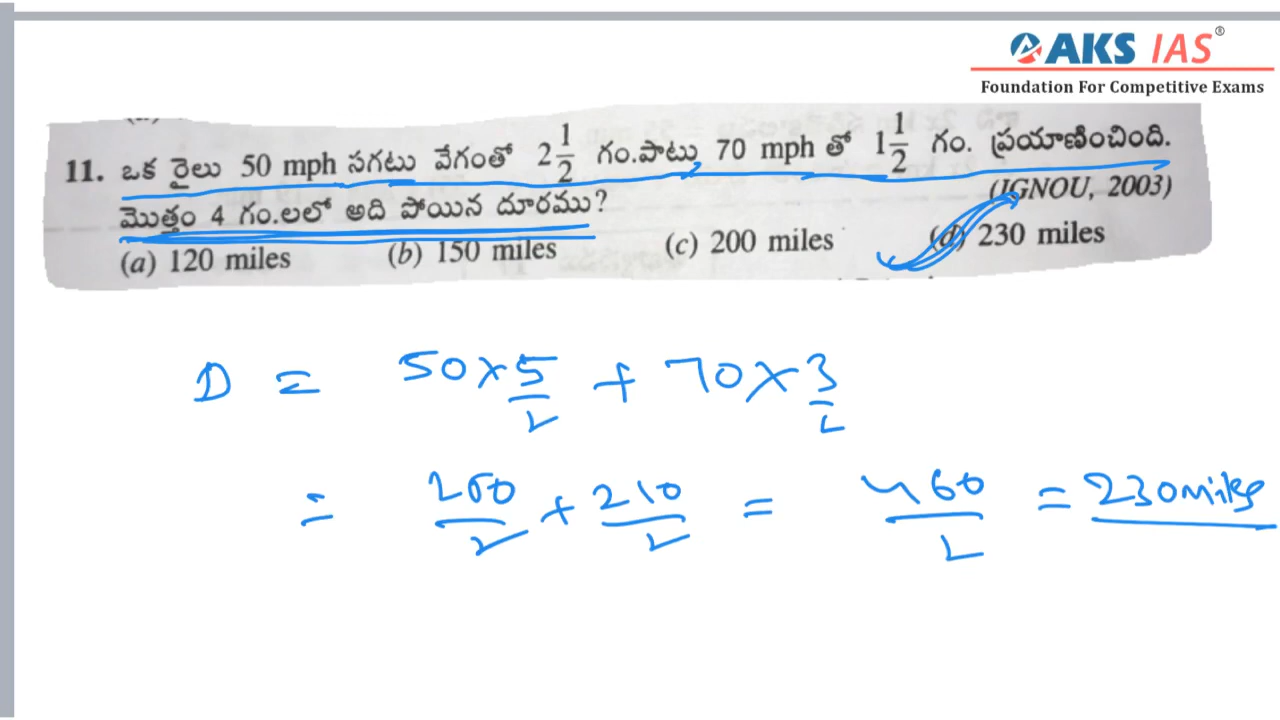 AKS IAS®
Foundation For Competitive Exams
11. ఒక రైలు 50 mph సగటు వేగంతో 2 1/2 గం.పాటు 70 mph తో 1 1/2 గం. ప్రయాణించింది.
మొత్తం 4 గం.లలో అది పోయిన దూరము? (IGNOU, 2003)
(a) 120 miles (b) 150 miles (c) 200 miles (d) 230 miles
D = 50 × 5/2 + 70 × 3/2
= 250/2 + 210/2 = 460/2 = 230 miles